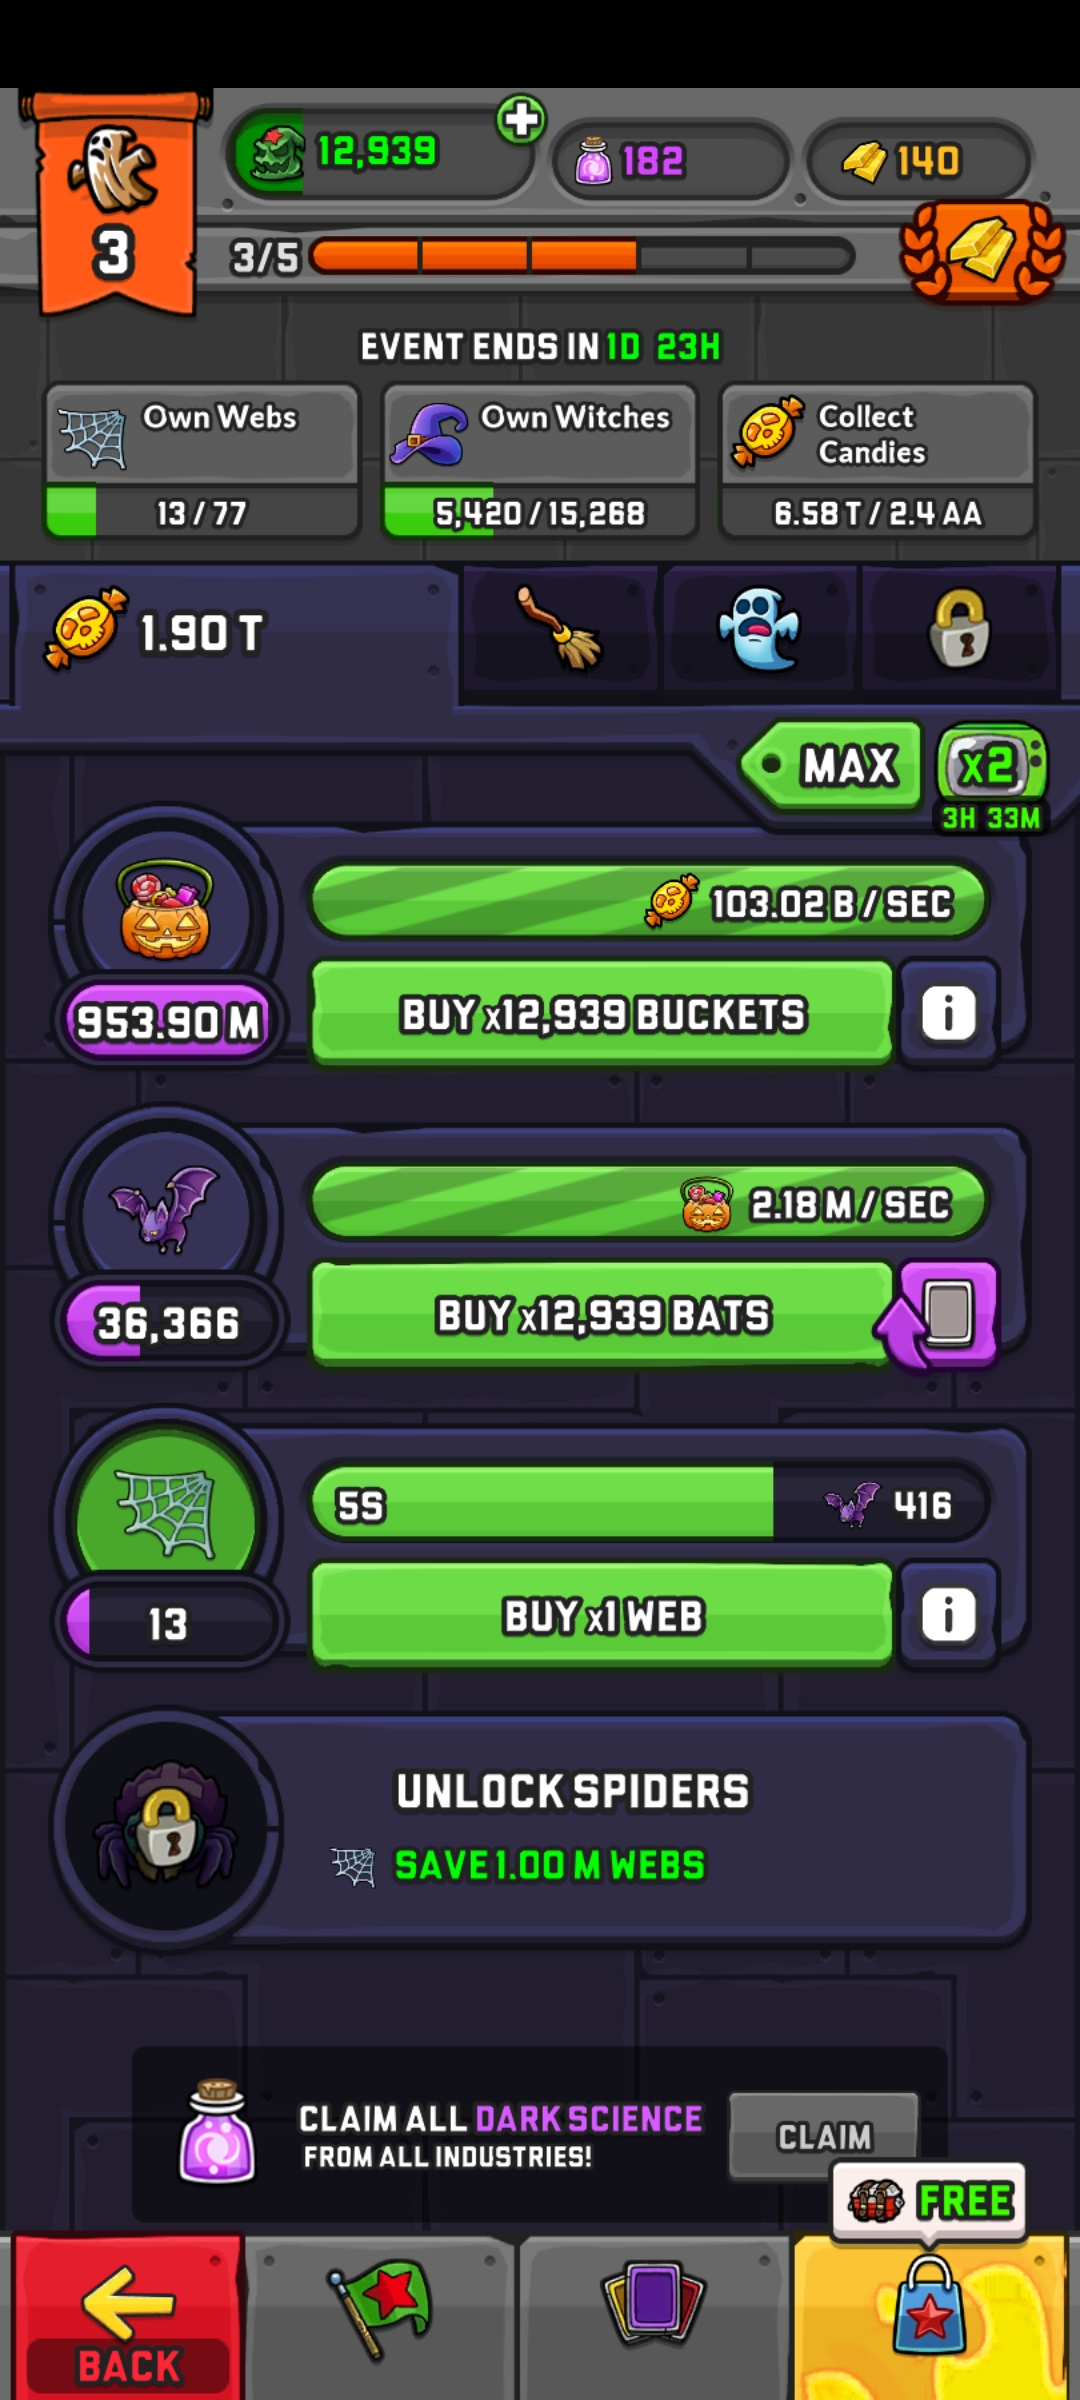 12,939
182
140
3
3/5
EVENT ENDS IN 1D 23H
Own Webs
13 / 77
Own Witches
5,420 / 15,268
Collect
Candies
6.58 T / 2.4 AA
1.90 T
MAX
x2
3H 33M
103.02 B / SEC
953.90 M
BUY x12,939 BUCKETS
i
2.18 M / SEC
36,366
BUY x12,939 BATS
5S
416
13
BUY x1 WEB
i
UNLOCK SPIDERS
SAVE 1.00 M WEBS
CLAIM ALL DARK SCIENCE
FROM ALL INDUSTRIES!
CLAIM
FREE
BACK